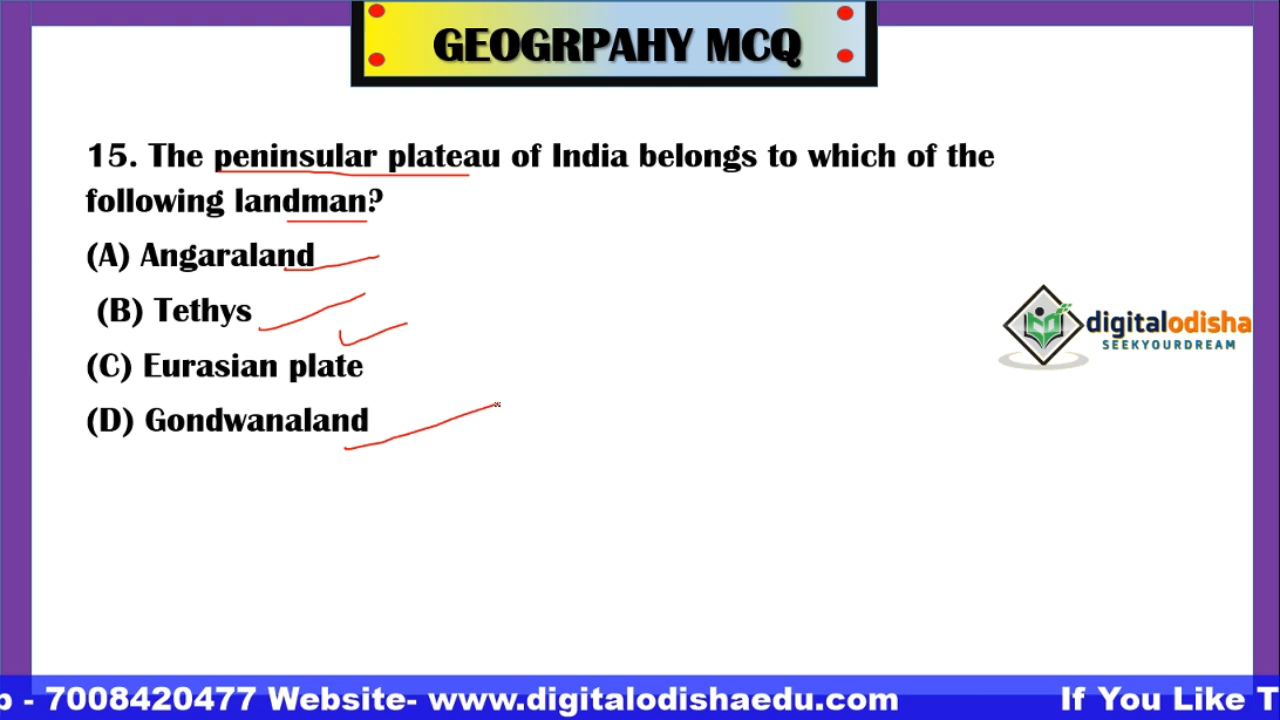 GEOGRPAHY MCQ
15. The peninsular plateau of India belongs to which of the
following landman?
(A) Angaraland
(B) Tethys
(C) Eurasian plate
(D) Gondwanaland
digitalodisha
SEEKYOURDREAM
- 7008420477 Website- www.digitalodishaedu.com If You Like